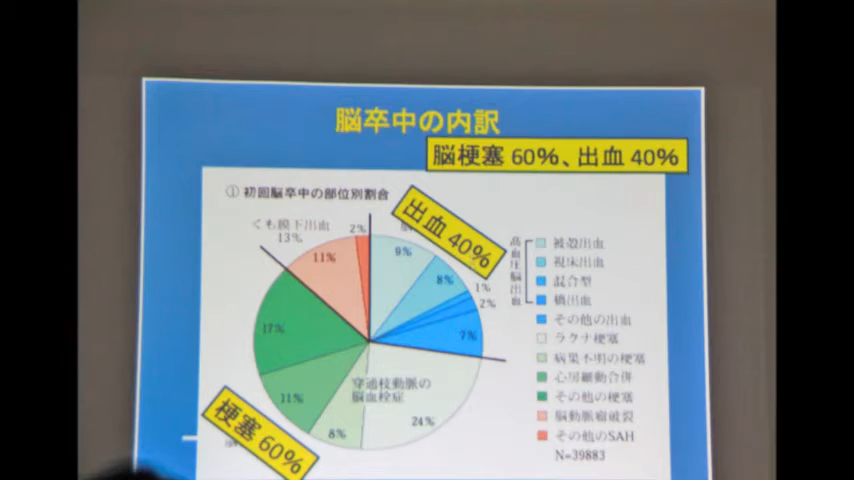 脳卒中の内訳
脳梗塞 60%、出血 40%
① 初回脳卒中の部位別割合
くも膜下出血
13%
2%
11%
出血 40%
9%
8%
1%
2%
7%
17%
11%
8%
24%
穿通枝動脈の
脳血栓症
梗塞 60%
高血圧脳出血
被殻出血
視床出血
混合型
橋出血
その他の出血
ラクナ梗塞
病巣不明の梗塞
心房細動合併
その他の梗塞
脳動脈瘤破裂
その他のSAH
N=39883